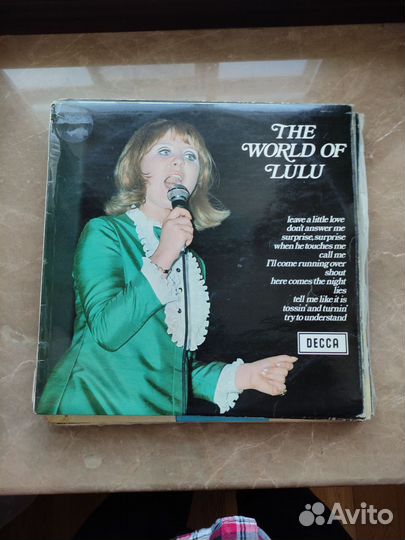 THE
WORLD OF
LULU
leave a little love
don't answer me
surprise, surprise
when he touches me
call me
I'll come running over
shout
here comes the night
lies
tell me like it is
tossin' and turnin'
try to understand
DECCA
Avito